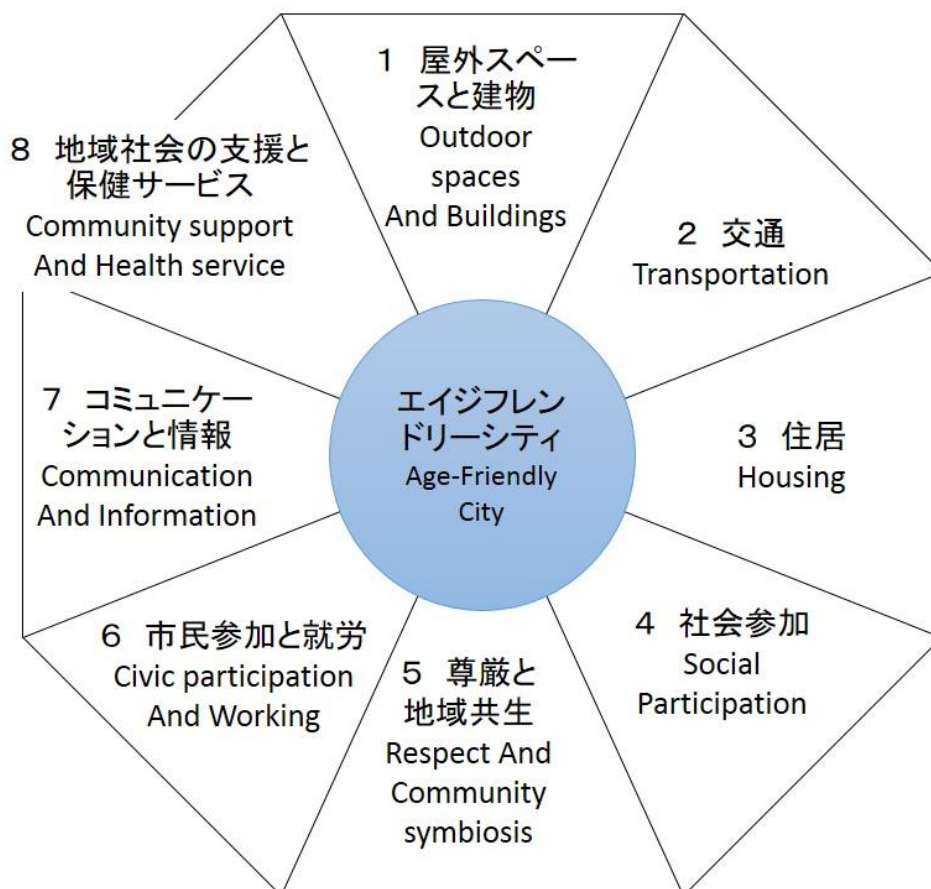 １　屋外スペー
スと建物
Outdoor
spaces
And Buildings
２　交通
Transportation
３　住居
Housing
４　社会参加
Social
Participation
５　尊厳と
地域共生
Respect And
Community
symbiosis
６　市民参加と就労
Civic participation
And Working
７　コミュニケー
ションと情報
Communication
And Information
８　地域社会の支援と
保健サービス
Community support
And Health service
エイジフレン
ドリーシティ
Age-Friendly
City